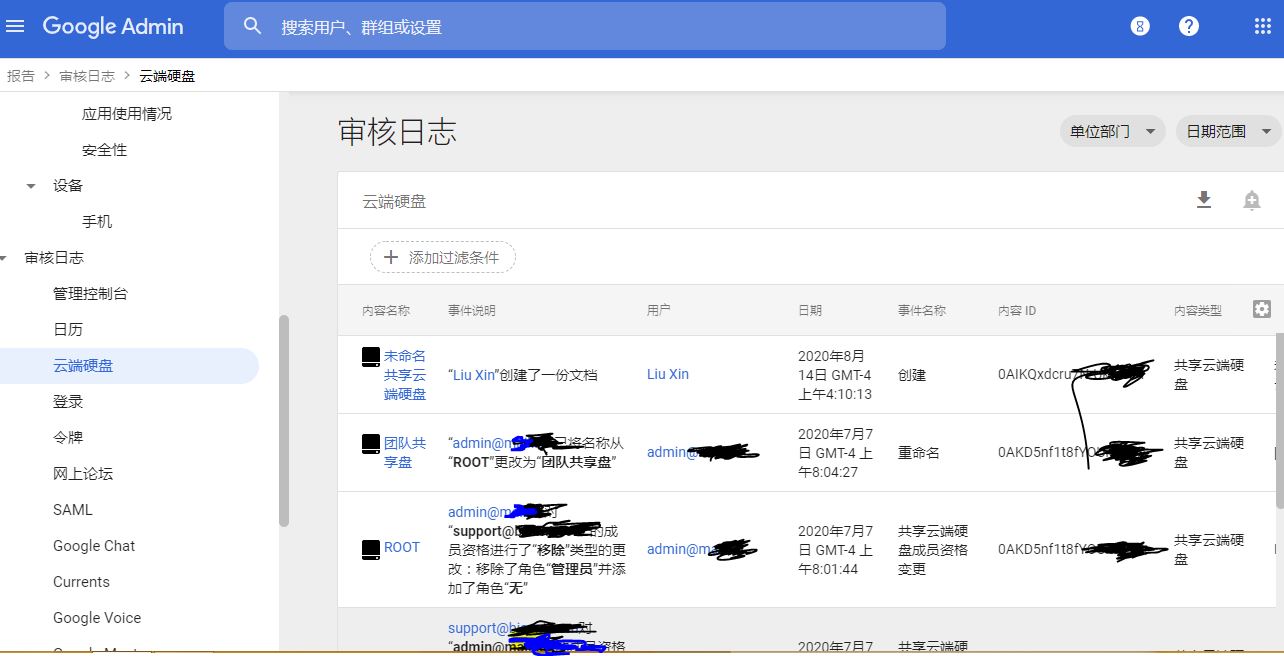 Google Admin
搜索用户、群组或设置
报告 > 审核日志 > 云端硬盘
应用使用情况
安全性
设备
手机
审核日志
管理控制台
日历
云端硬盘
登录
令牌
网上论坛
SAML
Google Chat
Currents
Google Voice
审核日志
单位部门
日期范围
云端硬盘
添加过滤条件
内容名称 事件说明 用户 日期 事件名称 内容 ID 内容类型
未命名
共享云
端硬盘
“Liu Xin”创建了一份文档
Liu Xin
2020年8月
14日 GMT-4
上午4:10:13
创建
0AIKQxdcru
共享云端硬
盘
团队共
享盘
“admin@m
已将名称从
“ROOT”更改为“团队共享盘”
admin@
2020年7月7
日 GMT-4 上
午8:04:27
重命名
0AKD5nf1t8fY
共享云端硬
盘
ROOT
admin@m
对
“support@b
的成
员资格进行了“移除”类型的更
改：移除了角色“管理员”并添
加了角色“无”
admin@m
2020年7月7
日 GMT-4 上
午8:01:44
共享云端硬
盘成员资格
变更
0AKD5nf1t8fY
共享云端硬
盘
support@b
对
“admin@ma
员资格
2020年7月7
共享云端硬